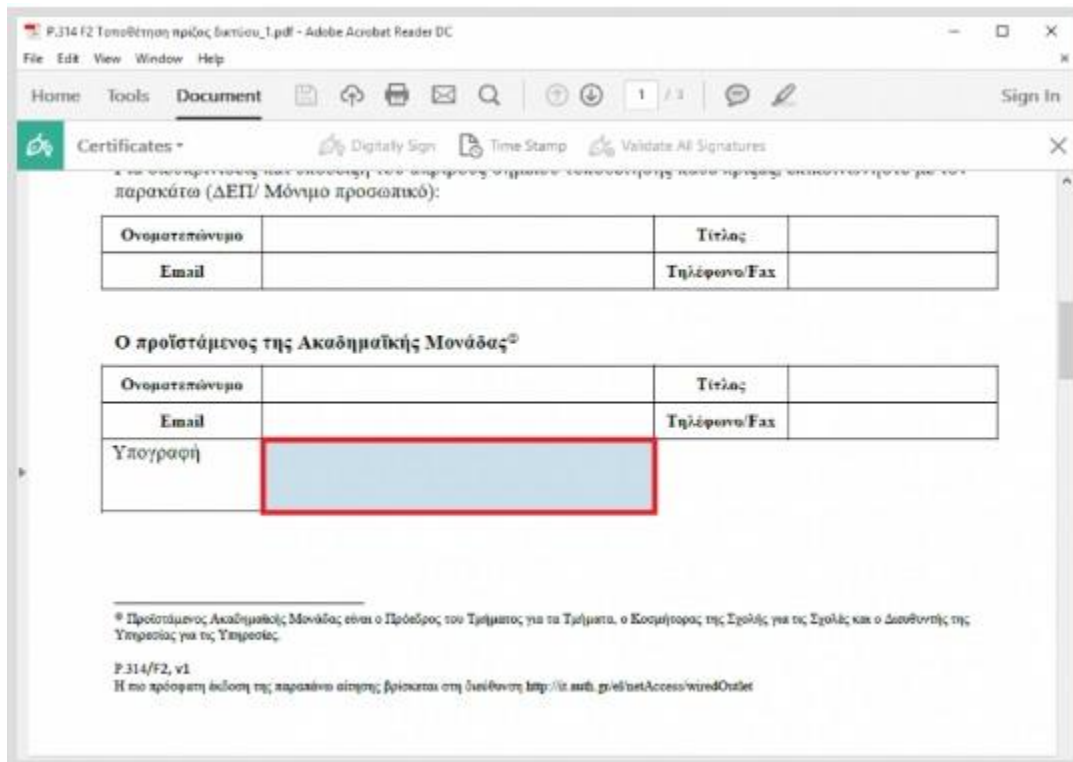 P.314 F2 Τοποθέτηση πρίζας δικτύου_1.pdf - Adobe Acrobat Reader DC
File Edit View Window Help
Home Tools Document 1 / 1 Sign In
Certificates Digitally Sign Time Stamp Validate All Signatures
παρακάτω (ΔΕΠ/ Μόνιμο προσωπικό):
Ονοματεπώνυμο Τίτλος
Email Τηλέφωνο/Fax
Ο προϊστάμενος της Ακαδημαϊκής Μονάδας
Ονοματεπώνυμο Τίτλος
Email Τηλέφωνο/Fax
Υπογραφή
Προϊστάμενος Ακαδημαϊκής Μονάδας είναι ο Πρόεδρος του Τμήματος για τα Τμήματα, ο Κοσμήτορας της Σχολής για τις Σχολές και ο Διευθυντής της
Υπηρεσίας για τις Υπηρεσίες.
P.314/F2, v1
Η πιο πρόσφατη έκδοση της παραπάνω αίτησης βρίσκεται στη διεύθυνση http://it.auth.gr/el/netAccess/wiredOutlet